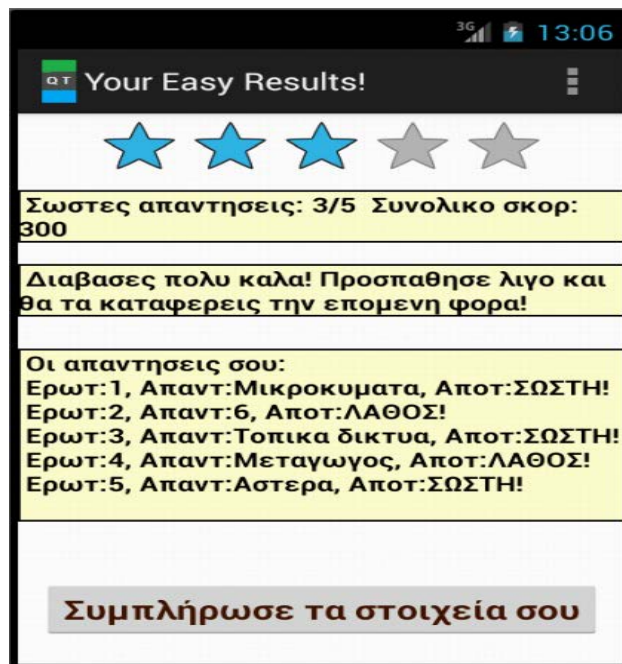 3G 13:06
QT Your Easy Results!
Σωστες απαντησεις: 3/5 Συνολικο σκορ:
300
Διαβασες πολυ καλα! Προσπαθησε λιγο και
θα τα καταφερεις την επομενη φορα!
Οι απαντησεις σου:
Ερωτ:1, Απαντ:Μικροκυματα, Αποτ:ΣΩΣΤΗ!
Ερωτ:2, Απαντ:6, Αποτ:ΛΑΘΟΣ!
Ερωτ:3, Απαντ:Τοπικα δικτυα, Αποτ:ΣΩΣΤΗ!
Ερωτ:4, Απαντ:Μεταγωγος, Αποτ:ΛΑΘΟΣ!
Ερωτ:5, Απαντ:Αστερα, Αποτ:ΣΩΣΤΗ!
Συμπλήρωσε τα στοιχεία σου